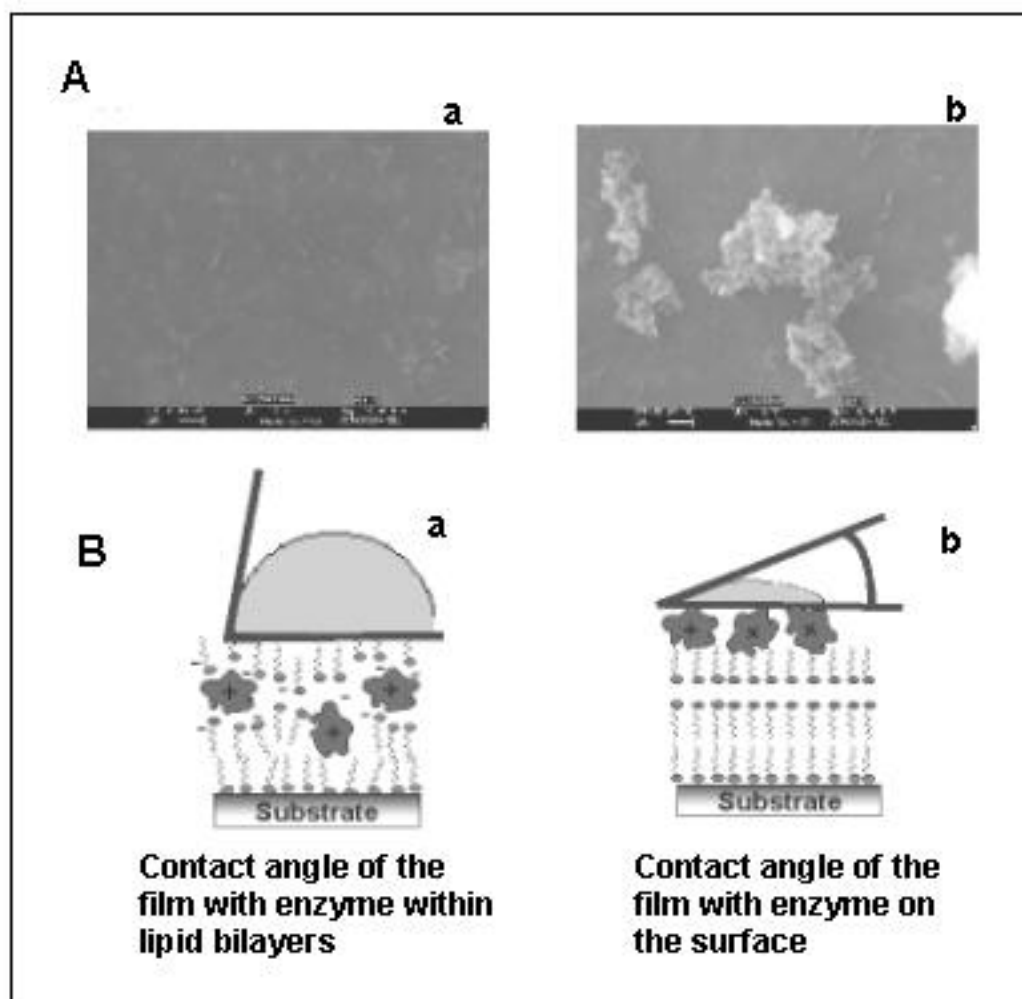 A
a
b
B
a
b
+
+
+
+
×
×
Substrate
Substrate
Contact angle of the
film with enzyme within
lipid bilayers
Contact angle of the
film with enzyme on
the surface